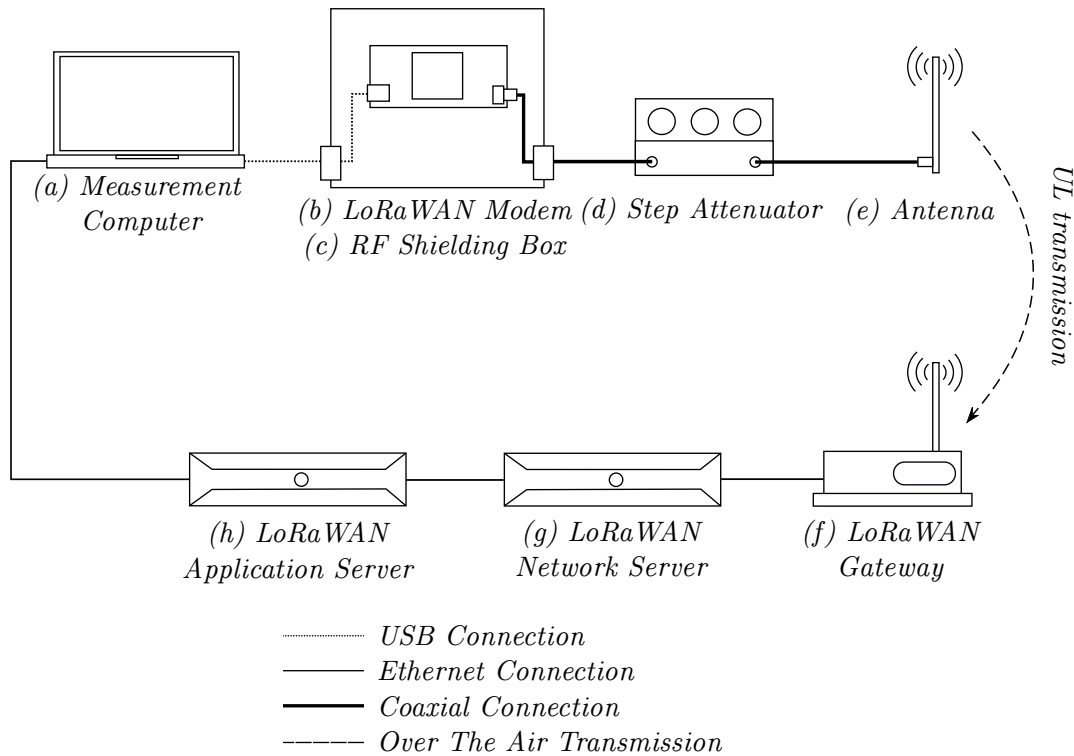 (a) Measurement
Computer
(b) LoRaWAN Modem
(c) RF Shielding Box
(d) Step Attenuator
(e) Antenna
UL transmission
(h) LoRaWAN
Application Server
(g) LoRaWAN
Network Server
(f) LoRaWAN
Gateway
USB Connection
Ethernet Connection
Coaxial Connection
Over The Air Transmission